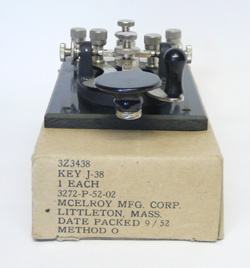 3Z3438
KEY J-38
1 EACH
3272-P-52-02
MCELROY MFG. CORP.
LITTLETON, MASS.
DATE PACKED 9/52
METHOD O